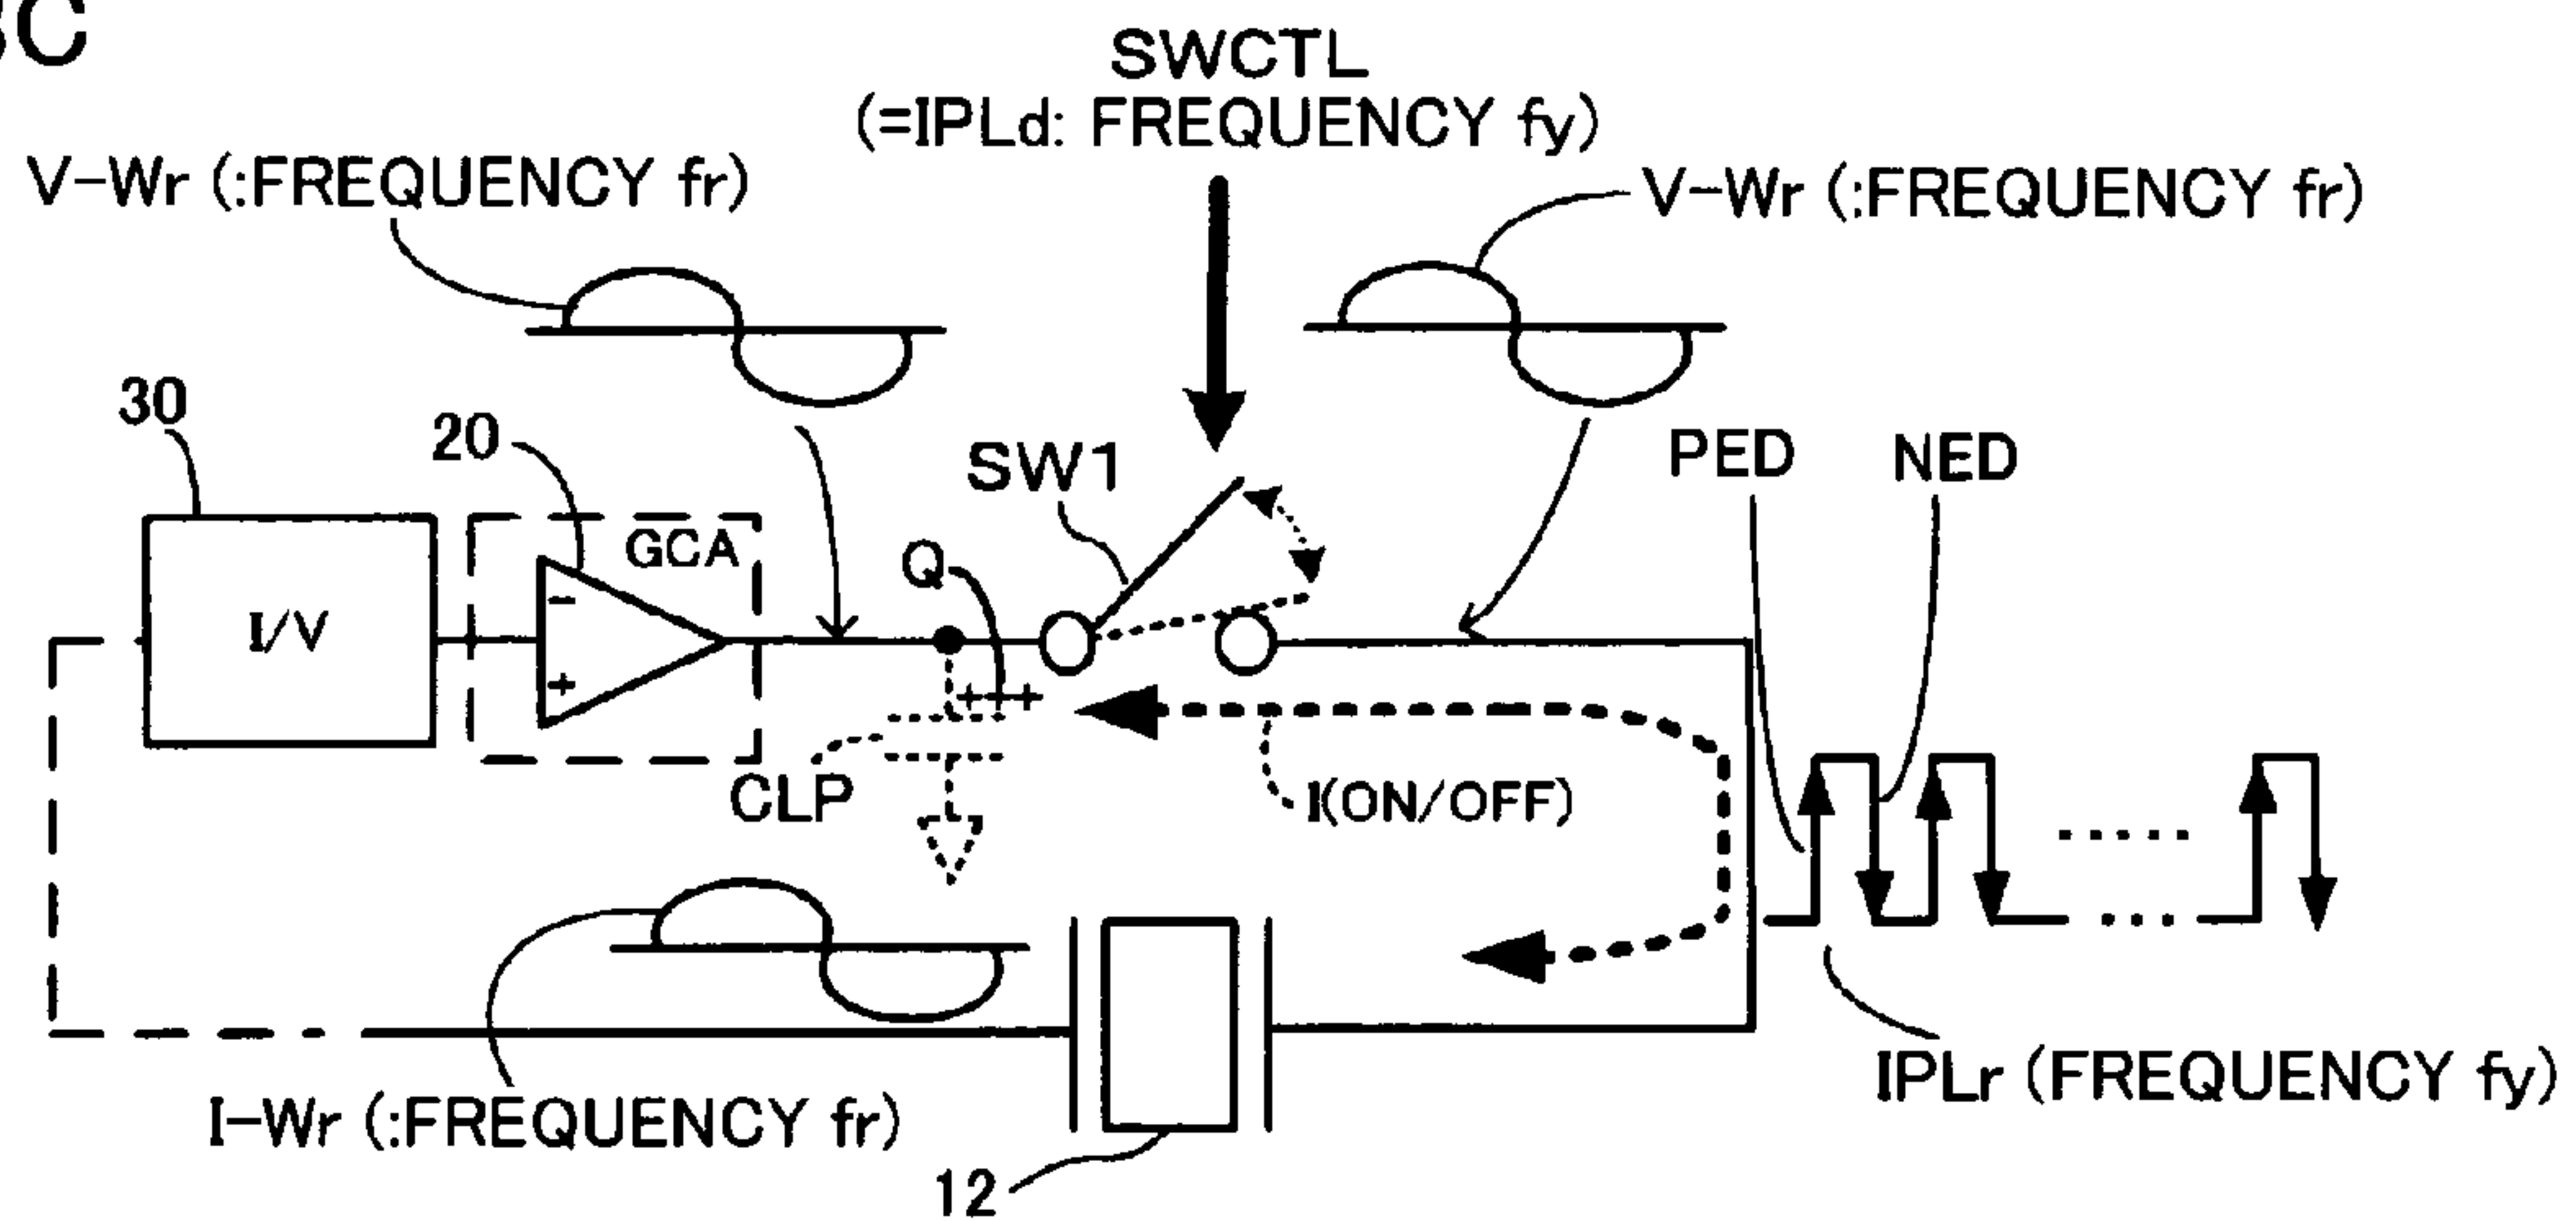 3C
SWCTL
(=IPLd: FREQUENCY fy)
V-Wr (:FREQUENCY fr)
V-Wr (:FREQUENCY fr)
30
20
GCA
SW1
PED
NED
Q
I/V
-
+
+++
CLP
I(ON/OFF)
I-Wr (:FREQUENCY fr)
IPLr (FREQUENCY fy)
12